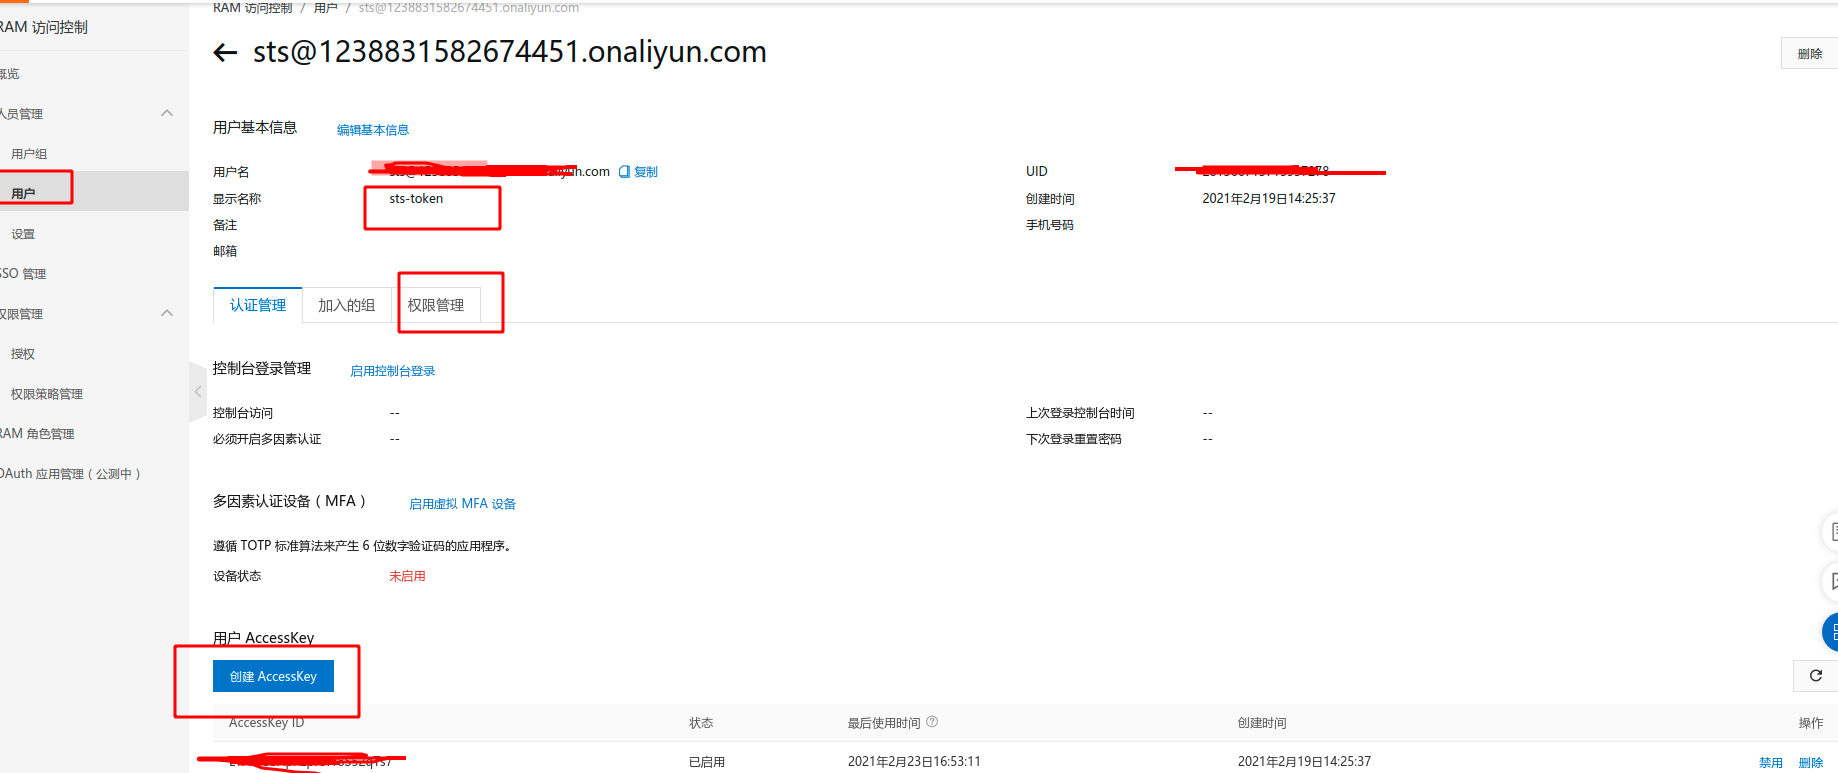 RAM 访问控制 / 用户 / sts@1238831582674451.onaliyun.com
RAM 访问控制
sts@1238831582674451.onaliyun.com
删除
概览
人员管理
用户组
用户
设置
SSO 管理
权限管理
授权
权限策略管理
RAM 角色管理
OAuth 应用管理（公测中）
用户基本信息 编辑基本信息
用户名 复制
UID
显示名称 sts-token
创建时间 2021年2月19日14:25:37
备注
手机号码
邮箱
认证管理 加入的组 权限管理
控制台登录管理 启用控制台登录
控制台访问 --
上次登录控制台时间 --
必须开启多因素认证 --
下次登录重置密码 --
多因素认证设备（MFA） 启用虚拟 MFA 设备
遵循 TOTP 标准算法来产生 6 位数字验证码的应用程序。
设备状态 未启用
用户 AccessKey
创建 AccessKey
AccessKey ID 状态 最后使用时间 创建时间 操作
已启用 2021年2月23日16:53:11 2021年2月19日14:25:37 禁用 删除